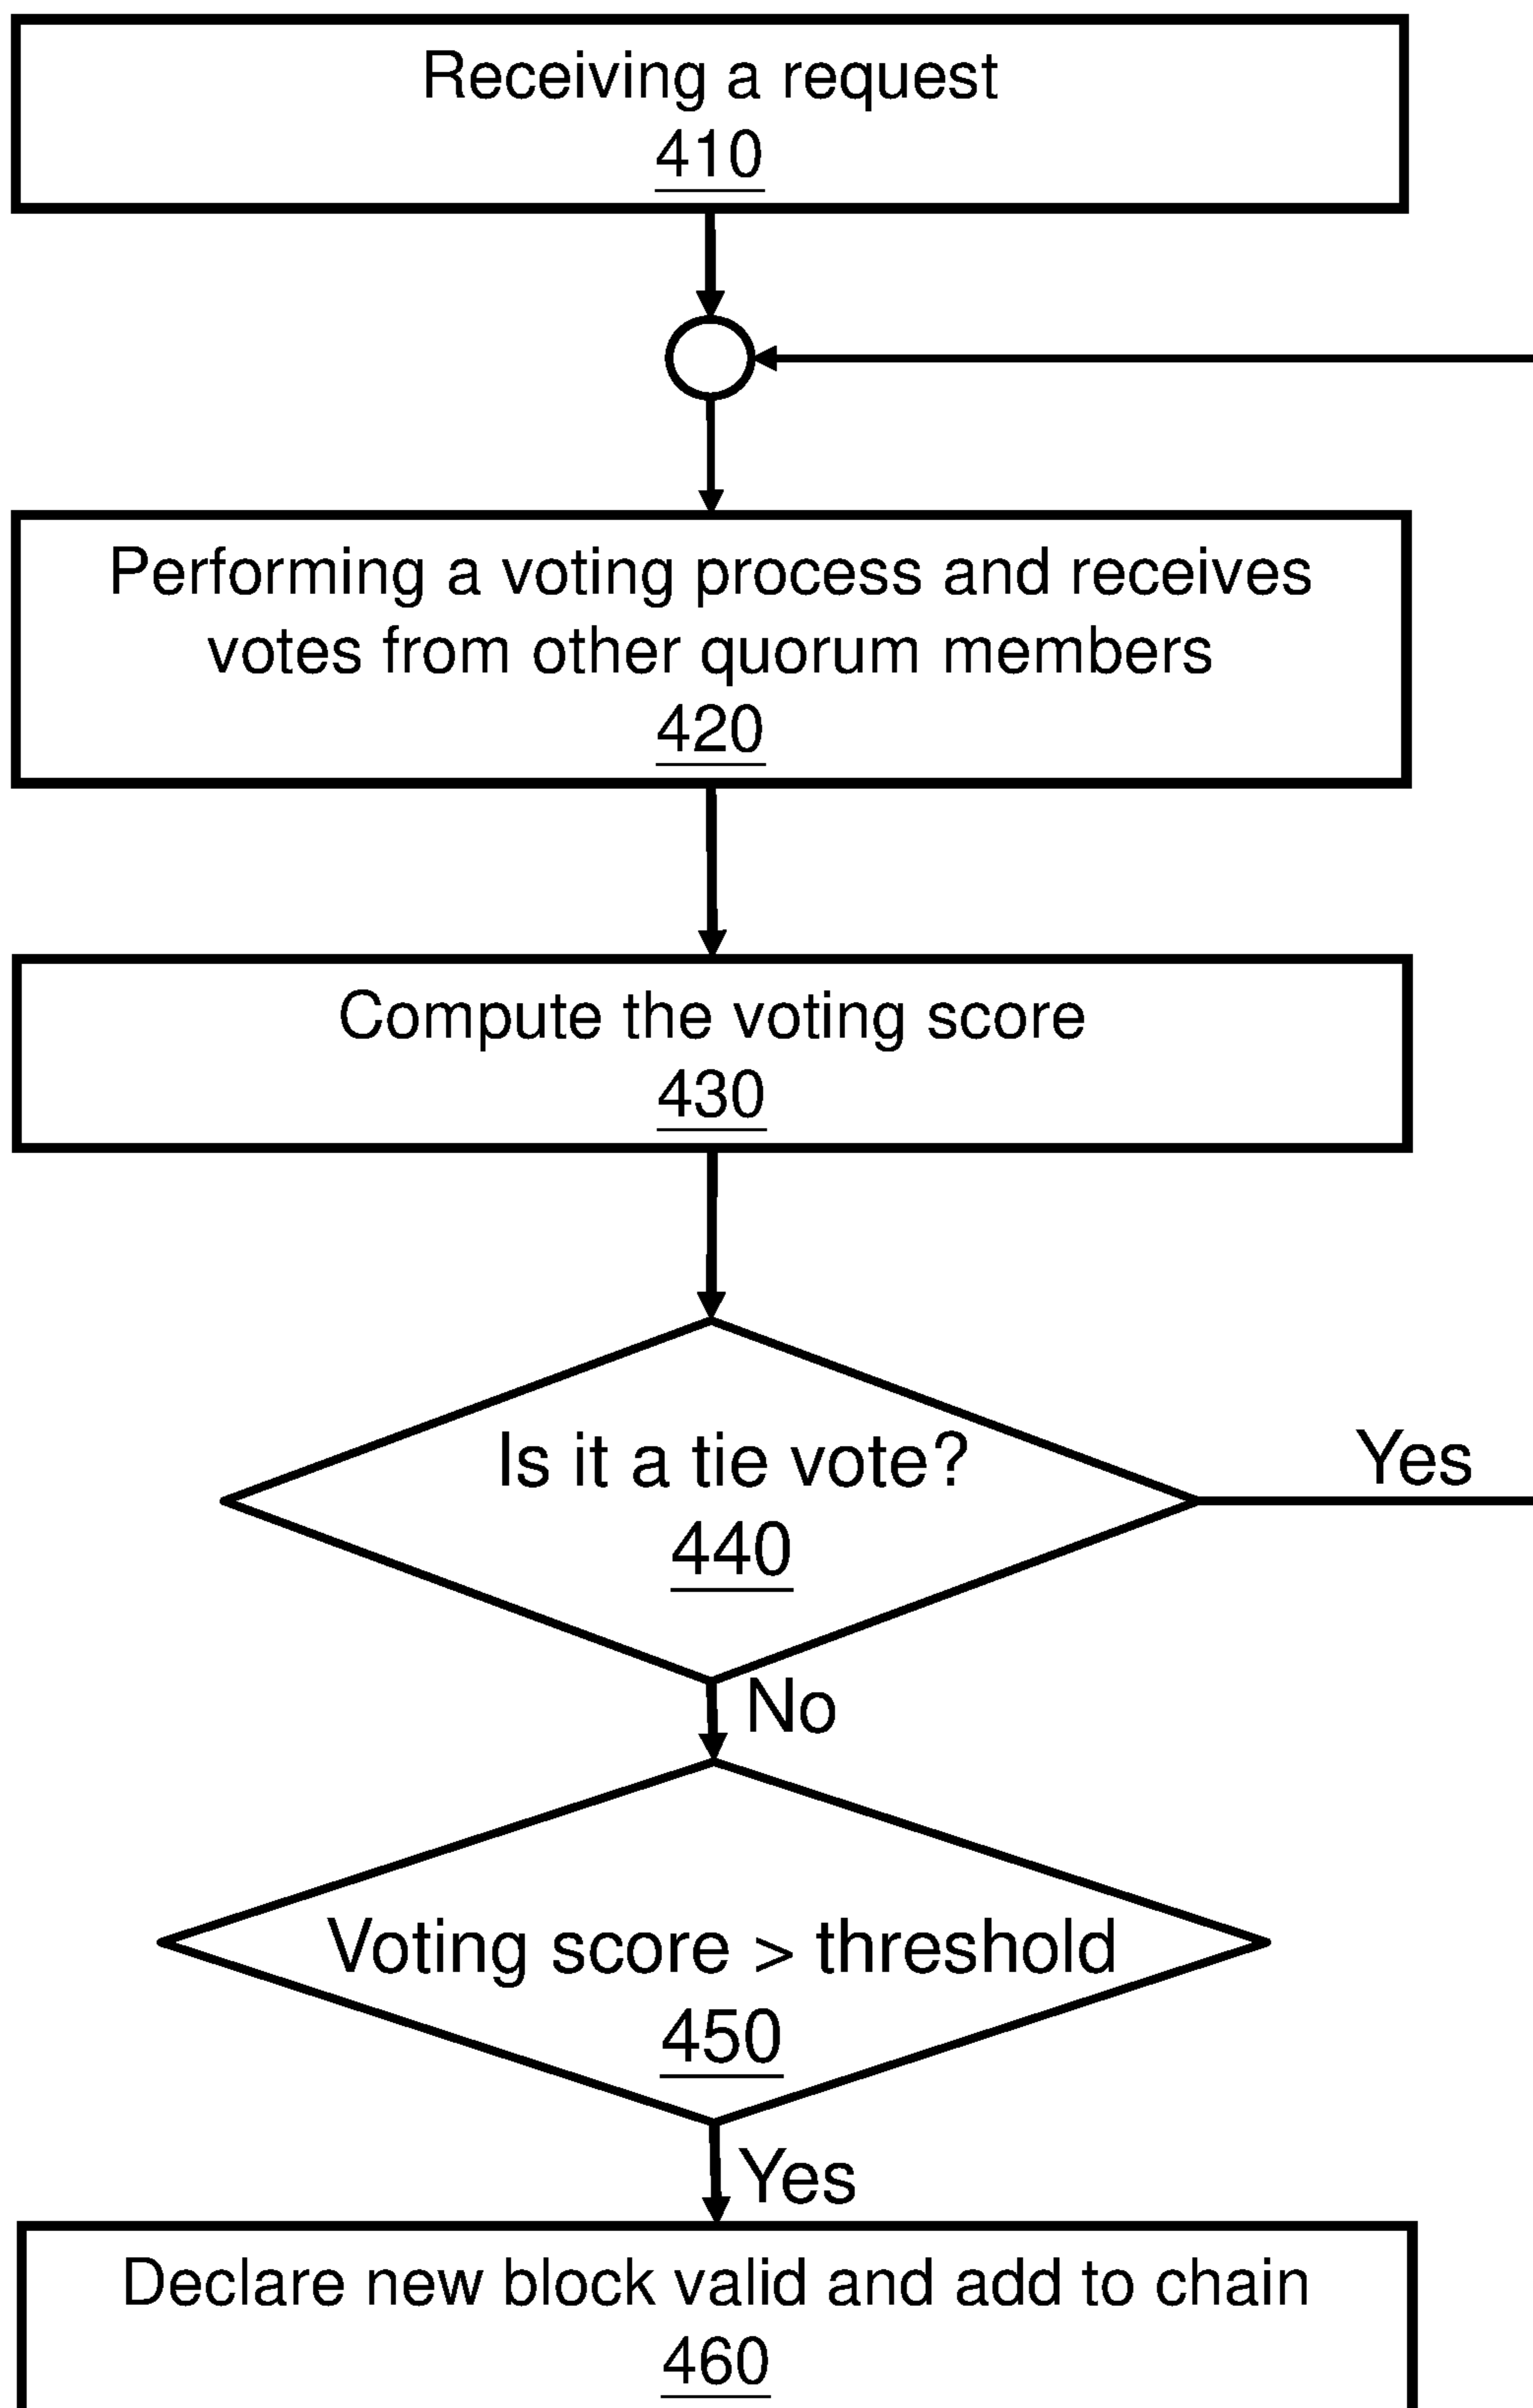 Receiving a request
410
Performing a voting process and receives
votes from other quorum members
420
Compute the voting score
430
Is it a tie vote?
440
Yes
No
Voting score > threshold
450
Yes
Declare new block valid and add to chain
460